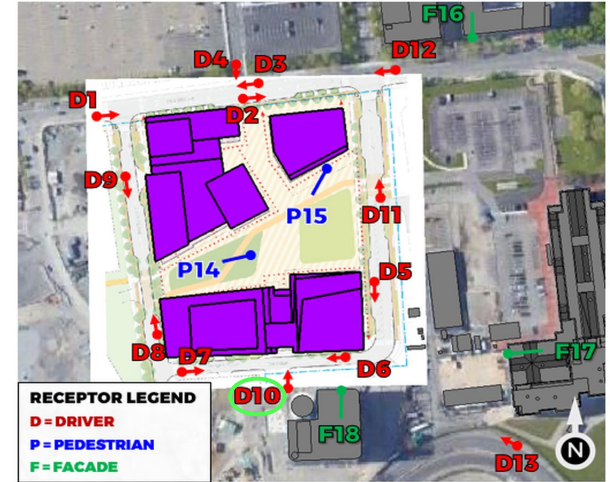 F16
D4
D3
D12
D1
D2
D9
P15
D11
P14
D5
D8
D7
D6
F17
D10
F18
D13
RECEPTOR LEGEND
D = DRIVER
P = PEDESTRIAN
F = FACADE
N